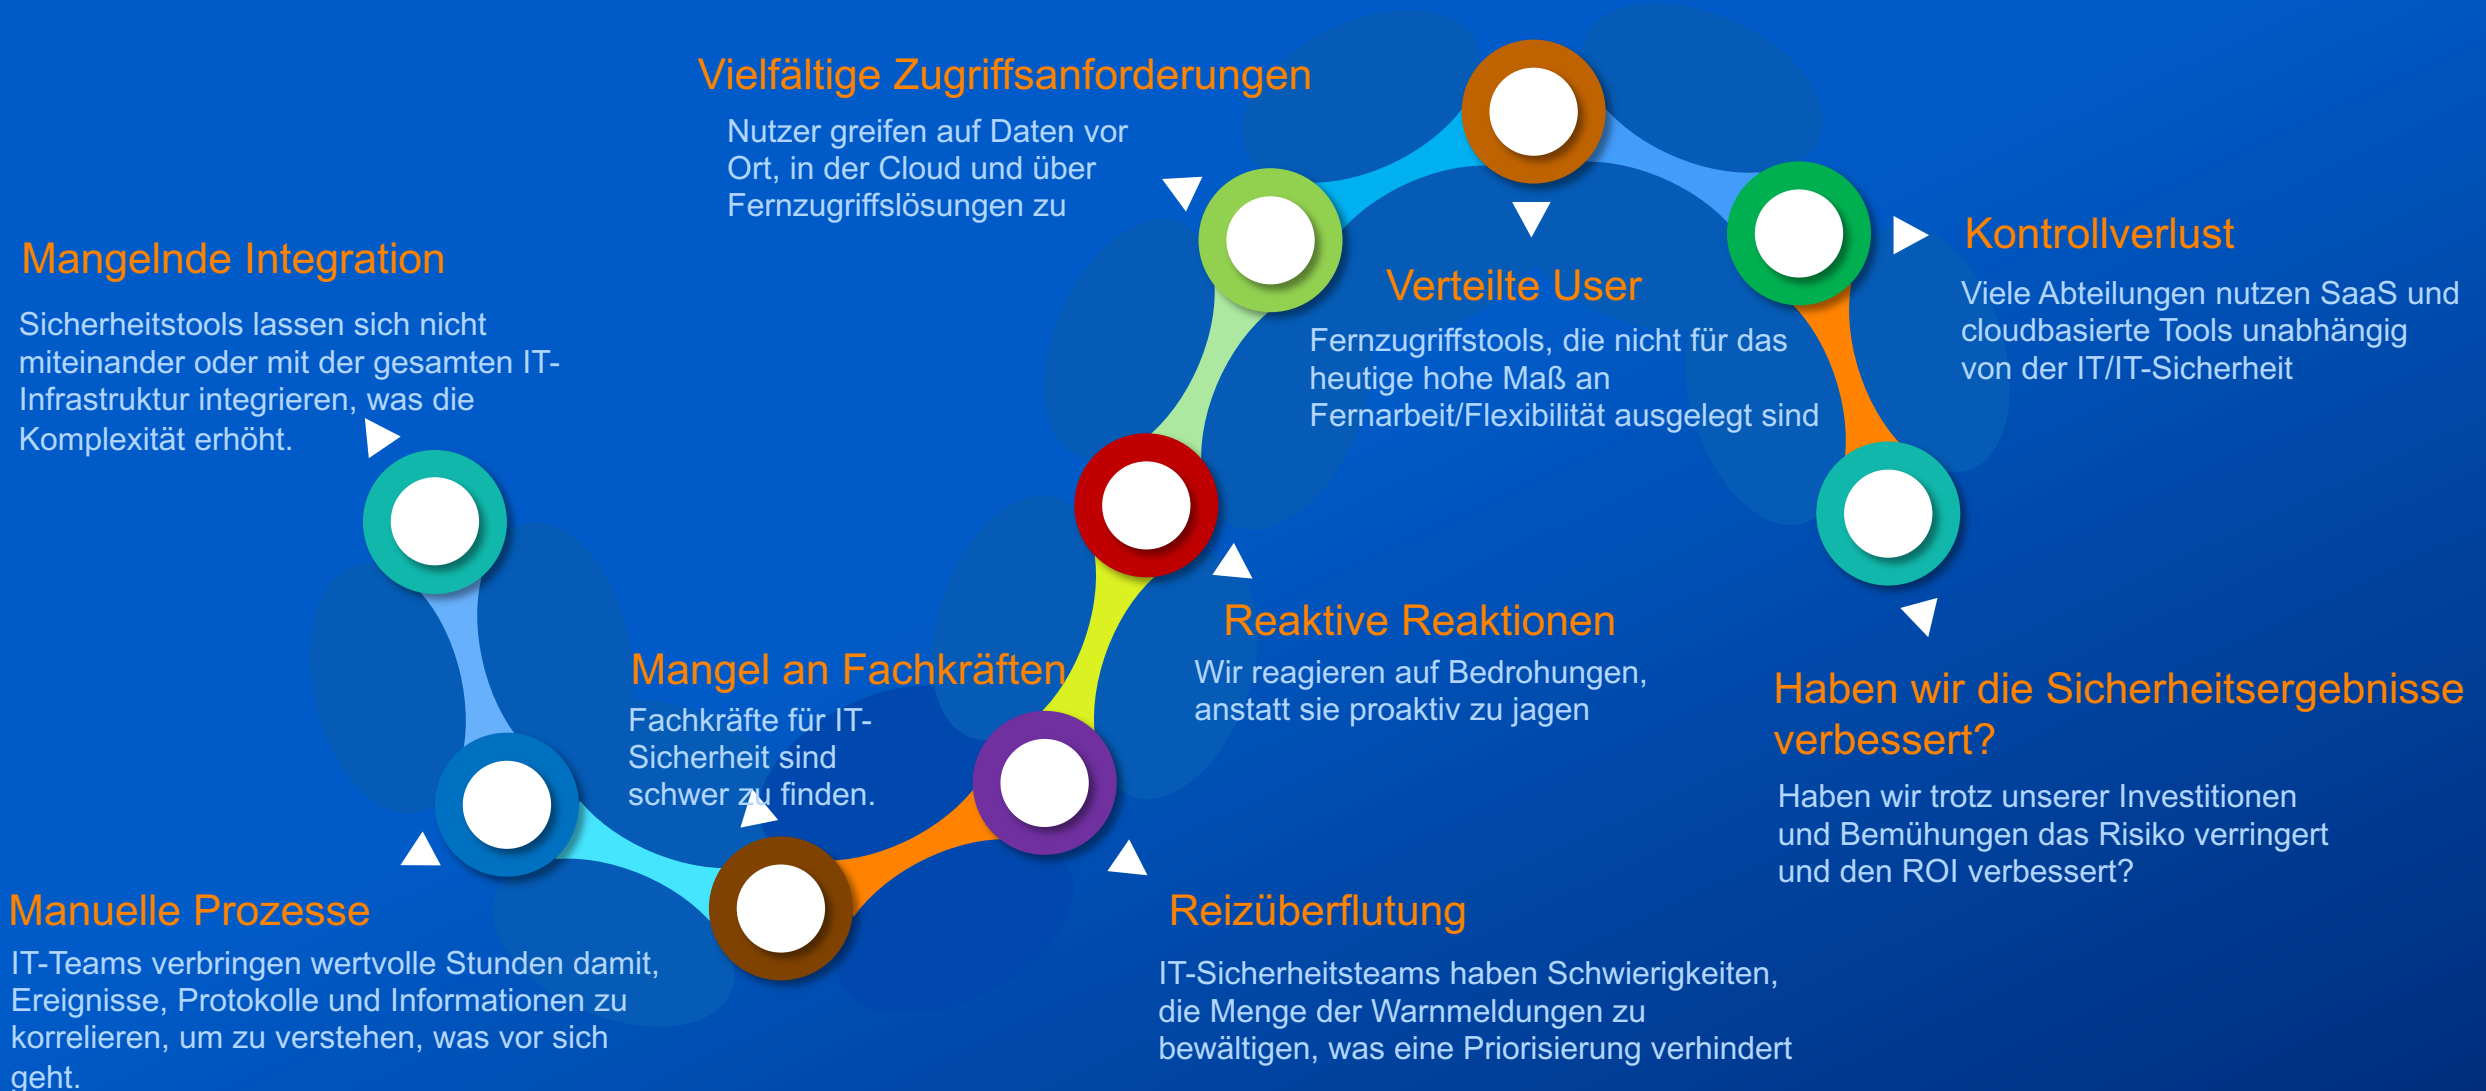 Mangelnde Integration
Sicherheitstools lassen sich nicht
miteinander oder mit der gesamten IT-
Infrastruktur integrieren, was die
Komplexität erhöht.
Manuelle Prozesse
IT-Teams verbringen wertvolle Stunden damit,
Ereignisse, Protokolle und Informationen zu
korrelieren, um zu verstehen, was vor sich
geht.
Mangel an Fachkräften
Fachkräfte für IT-
Sicherheit sind
schwer zu finden.
Reizüberflutung
IT-Sicherheitsteams haben Schwierigkeiten,
die Menge der Warnmeldungen zu
bewältigen, was eine Priorisierung verhindert
Reaktive Reaktionen
Wir reagieren auf Bedrohungen,
anstatt sie proaktiv zu jagen
Vielfältige Zugriffsanforderungen
Nutzer greifen auf Daten vor
Ort, in der Cloud und über
Fernzugriffslösungen zu
Verteilte User
Fernzugriffstools, die nicht für das
heutige hohe Maß an
Fernarbeit/Flexibilität ausgelegt sind
Kontrollverlust
Viele Abteilungen nutzen SaaS und
cloudbasierte Tools unabhängig
von der IT/IT-Sicherheit
Haben wir die Sicherheitsergebnisse
verbessert?
Haben wir trotz unserer Investitionen
und Bemühungen das Risiko verringert
und den ROI verbessert?